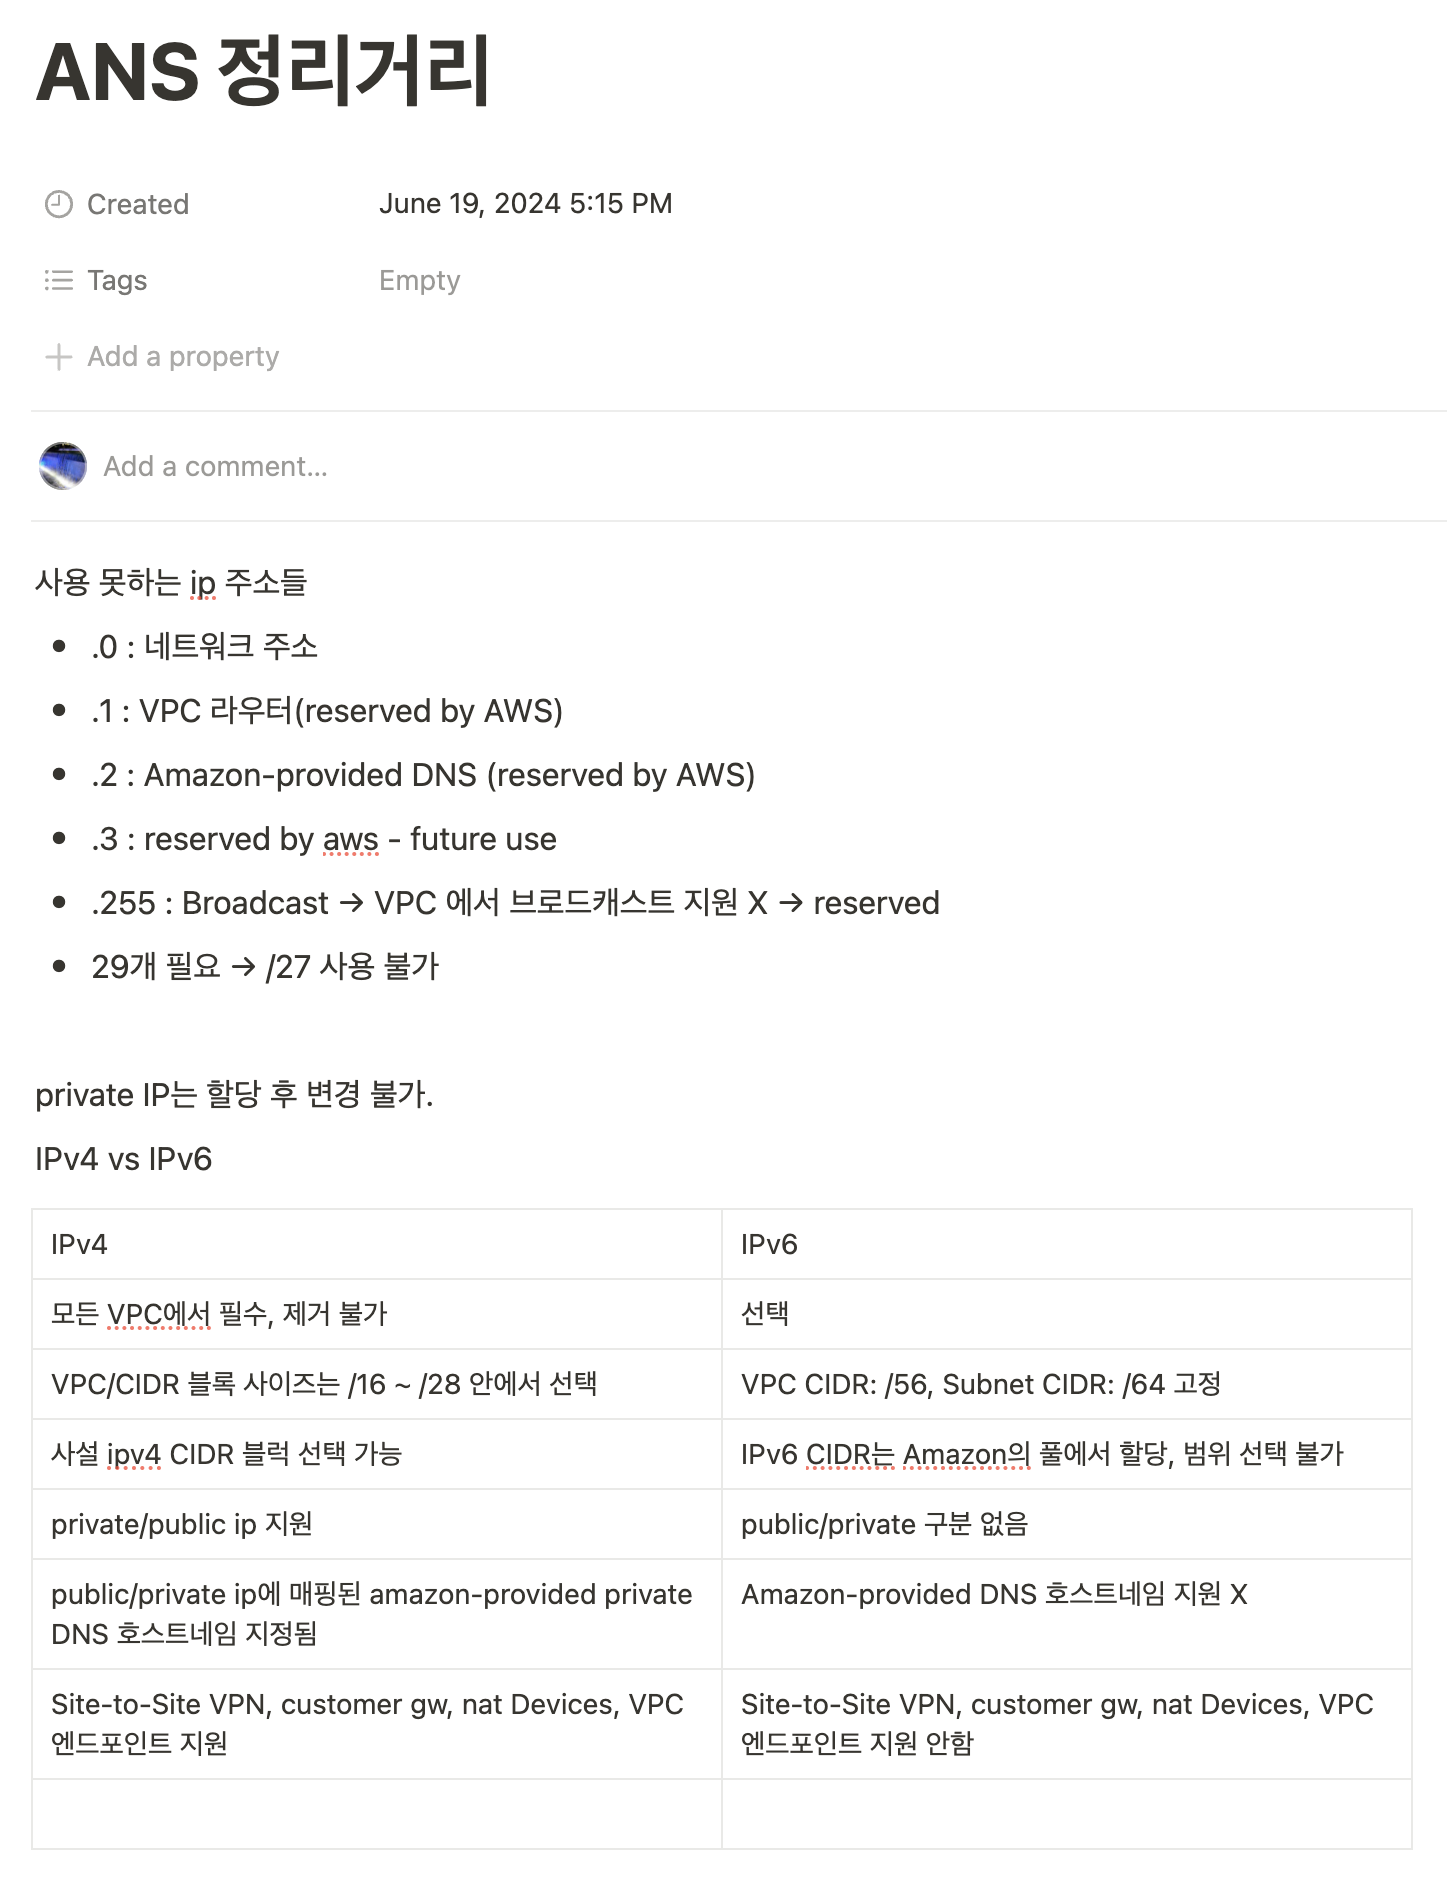 ANS 정리거리
Created June 19, 2024 5:15 PM
Tags Empty
Add a property
Add a comment...
사용 못하는 ip 주소들
• .0 : 네트워크 주소
• .1 : VPC 라우터(reserved by AWS)
• .2 : Amazon-provided DNS (reserved by AWS)
• .3 : reserved by aws - future use
• .255 : Broadcast → VPC 에서 브로드캐스트 지원 X → reserved
• 29개 필요 → /27 사용 불가
private IP는 할당 후 변경 불가.
IPv4 vs IPv6
IPv4
IPv6
모든 VPC에서 필수, 제거 불가
선택
VPC/CIDR 블록 사이즈는 /16 ~ /28 안에서 선택
VPC CIDR: /56, Subnet CIDR: /64 고정
사설 ipv4 CIDR 블럭 선택 가능
IPv6 CIDR는 Amazon의 풀에서 할당, 범위 선택 불가
private/public ip 지원
public/private 구분 없음
public/private ip에 매핑된 amazon-provided private
DNS 호스트네임 지정됨
Amazon-provided DNS 호스트네임 지원 X
Site-to-Site VPN, customer gw, nat Devices, VPC
엔드포인트 지원
Site-to-Site VPN, customer gw, nat Devices, VPC
엔드포인트 지원 안함